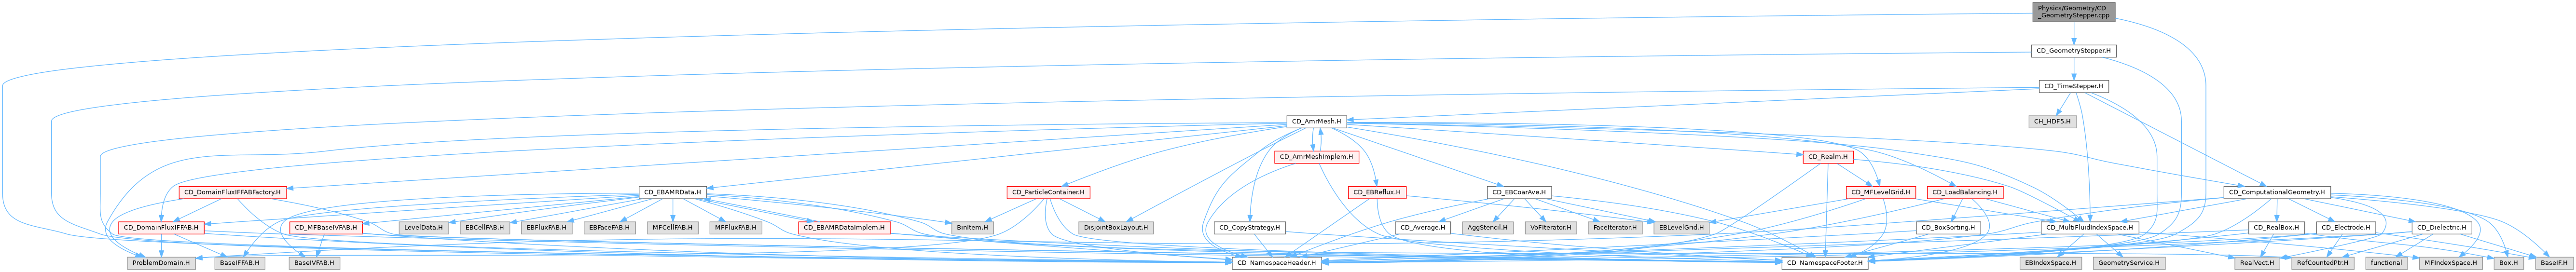 Physics/Geometry/CD
_GeometryStepper.cpp
CD_GeometryStepper.H
CD_TimeStepper.H
CD_AmrMesh.H
CH_HDF5.H
CD_AmrMeshImplem.H
CD_Realm.H
CD_DomainFluxIFFABFactory.H
CD_EBAMRData.H
CD_ParticleContainer.H
CD_EBReflux.H
CD_EBCoarAve.H
CD_MFLevelGrid.H
CD_LoadBalancing.H
CD_ComputationalGeometry.H
CD_DomainFluxIFFAB.H
CD_MFBaseIVFAB.H
LevelData.H
EBCellFAB.H
EBFluxFAB.H
EBFaceFAB.H
MFCellFAB.H
MFFluxFAB.H
CD_EBAMRDataImplem.H
BinItem.H
DisjointBoxLayout.H
CD_CopyStrategy.H
CD_Average.H
AggStencil.H
VoFIterator.H
FaceIterator.H
EBLevelGrid.H
CD_BoxSorting.H
CD_MultiFluidIndexSpace.H
CD_RealBox.H
CD_Electrode.H
CD_Dielectric.H
ProblemDomain.H
BaseIFFAB.H
BaseIVFAB.H
CD_NamespaceHeader.H
CD_NamespaceFooter.H
EBIndexSpace.H
GeometryService.H
RealVect.H
RefCountedPtr.H
functional
MFIndexSpace.H
Box.H
BaseIF.H